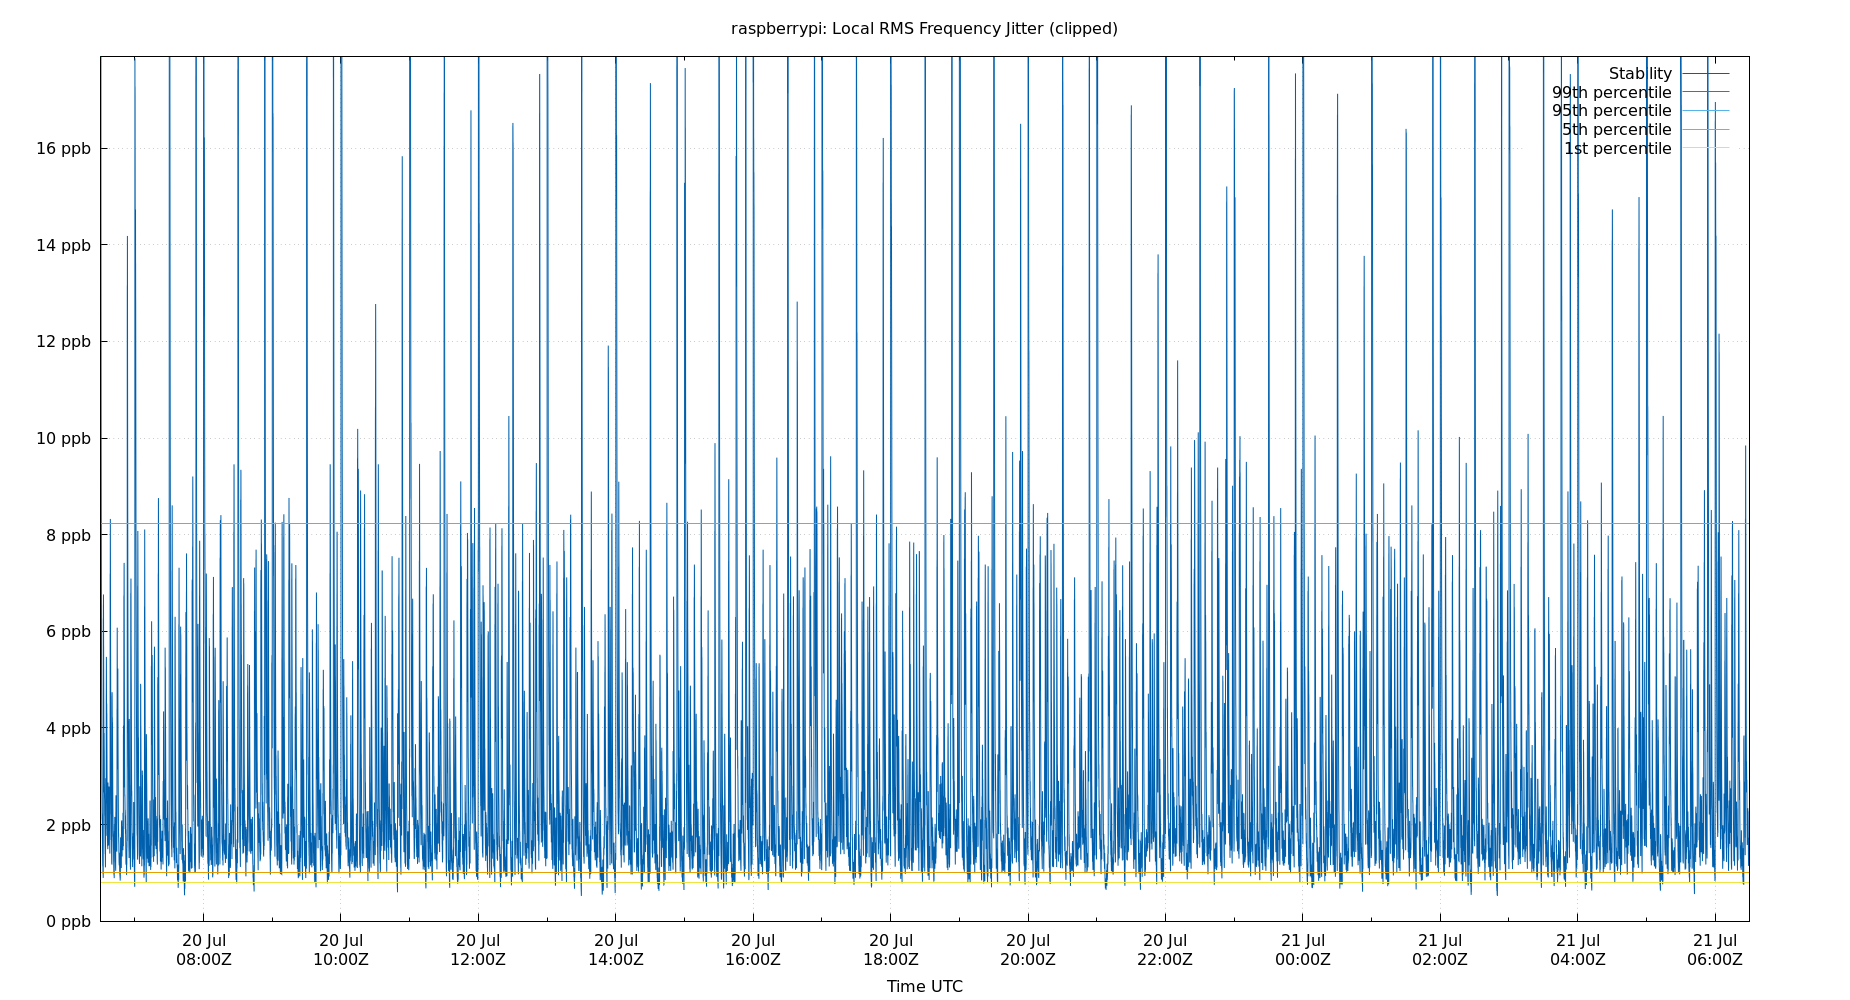 raspberrypi: Local RMS Frequency Jitter (clipped)
Stability
99th percentile
95th percentile
5th percentile
1st percentile
16 ppb
14 ppb
12 ppb
10 ppb
8 ppb
6 ppb
4 ppb
2 ppb
0 ppb
20 Jul 20 Jul 20 Jul 20 Jul 20 Jul 20 Jul 20 Jul 20 Jul 21 Jul 21 Jul 21 Jul 21 Jul
08:00Z 10:00Z 12:00Z 14:00Z 16:00Z 18:00Z 20:00Z 22:00Z 00:00Z 02:00Z 04:00Z 06:00Z
Time UTC